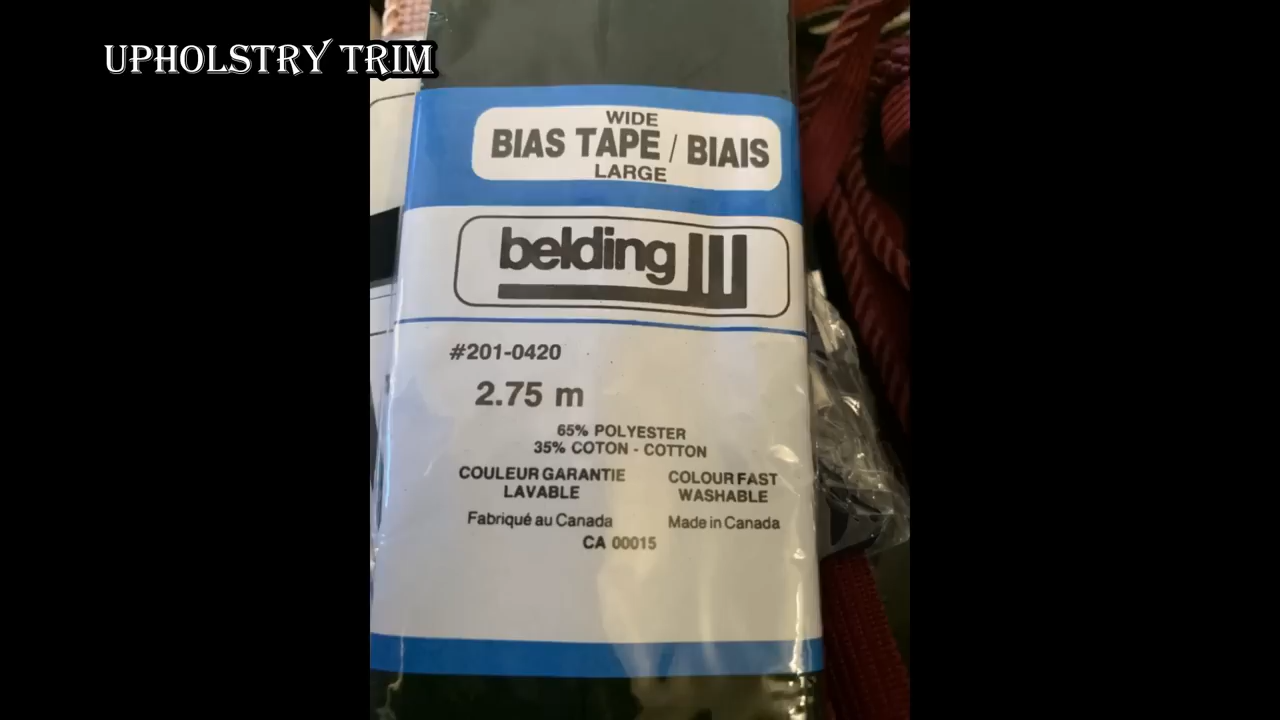 UPHOLSTRY TRIM
WIDE
BIAS TAPE / BIAIS
LARGE
belding
#201-0420
2.75 m
65% POLYESTER
35% COTON - COTTON
COULEUR GARANTIE
LAVABLE
COLOUR FAST
WASHABLE
Fabriqué au Canada
Made in Canada
CA 00015